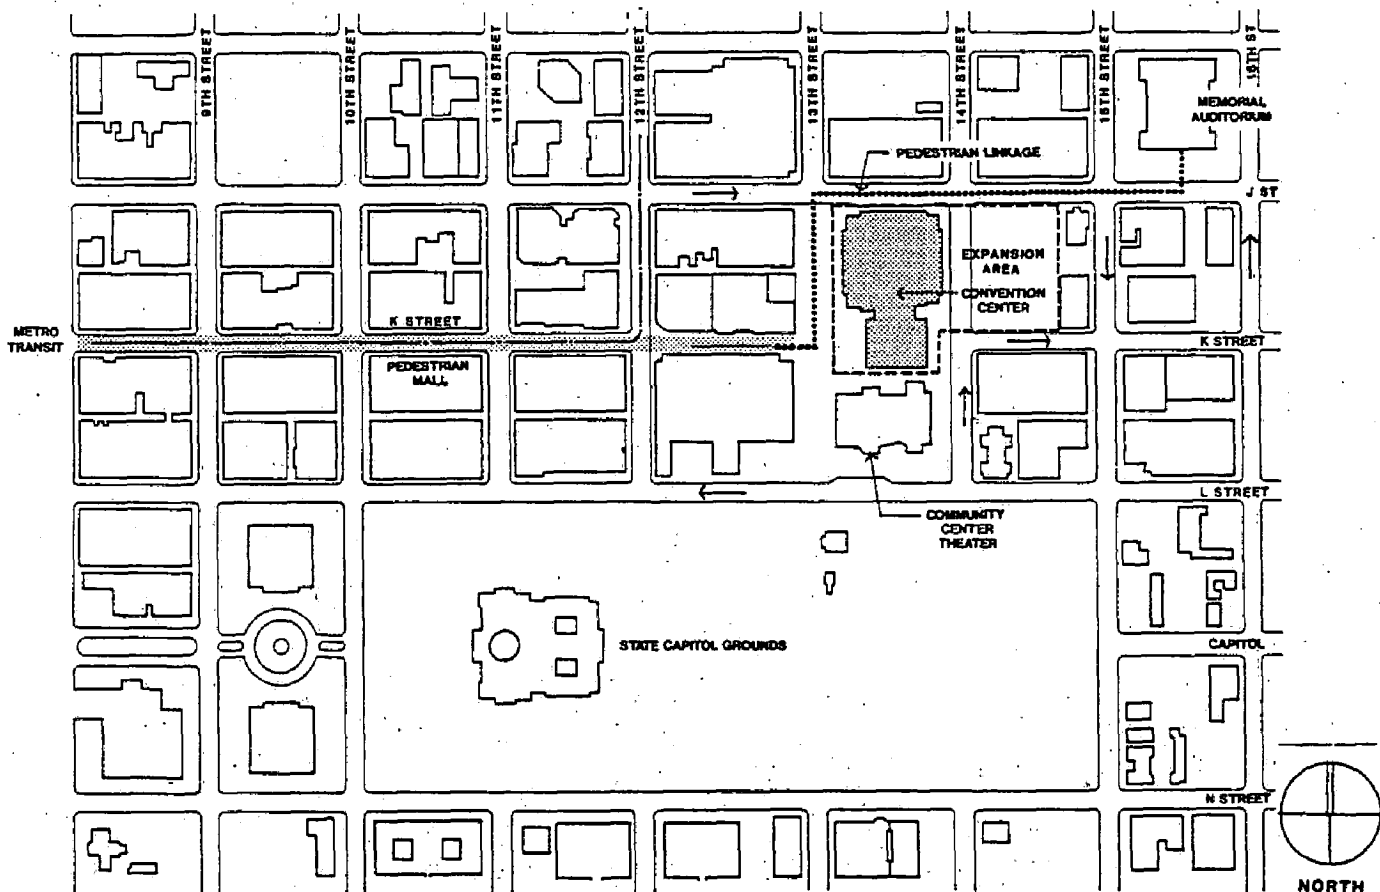 9TH STREET
10TH STREET
11TH STREET
12TH STREET
13TH STREET
14TH STREET
15TH STREET
16TH ST
MEMORIAL
AUDITORIUM
PEDESTRIAN LINKAGE
J ST
EXPANSION
AREA
CONVENTION
CENTER
K STREET
METRO
TRANSIT
K STREET
PEDESTRIAN
MALL
L STREET
COMMUNITY
CENTER
THEATER
STATE CAPITOL GROUNDS
CAPITOL
N STREET
NORTH